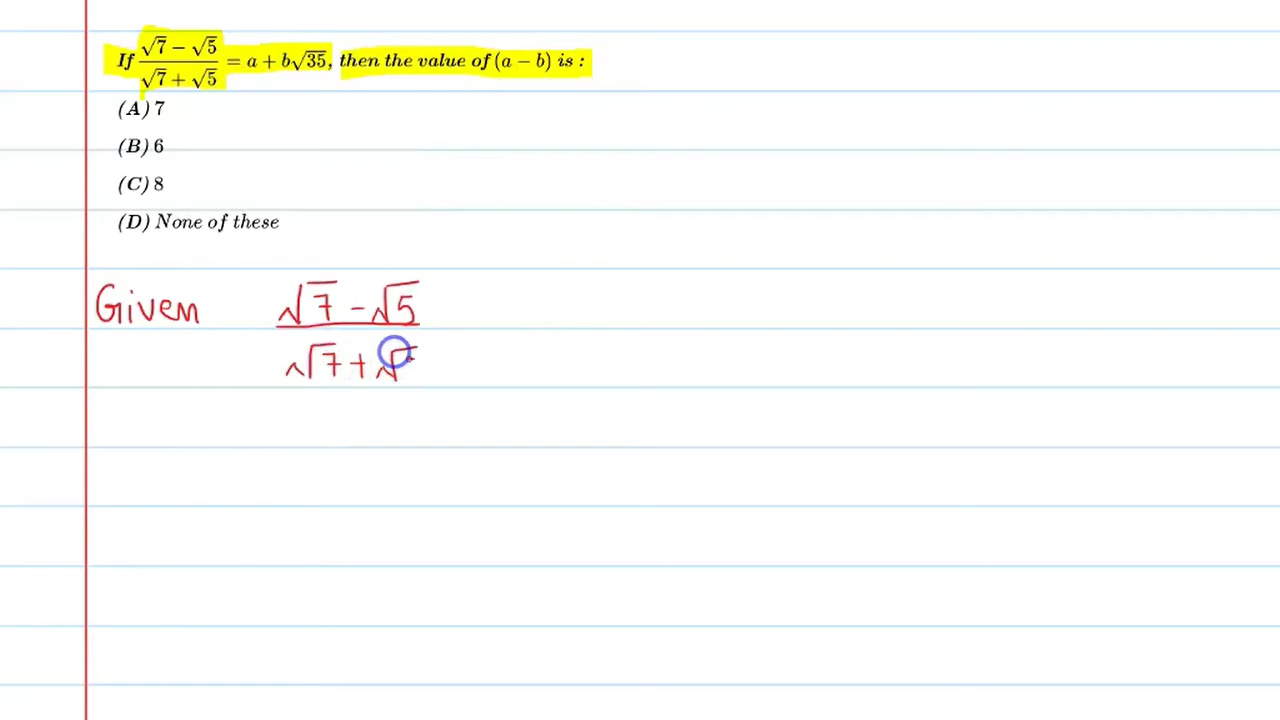 If √7 − √5 / √7 + √5 = a + b√35, then the value of (a − b) is :
(A) 7
(B) 6
(C) 8
(D) None of these
Given √7 − √5
√7 + √